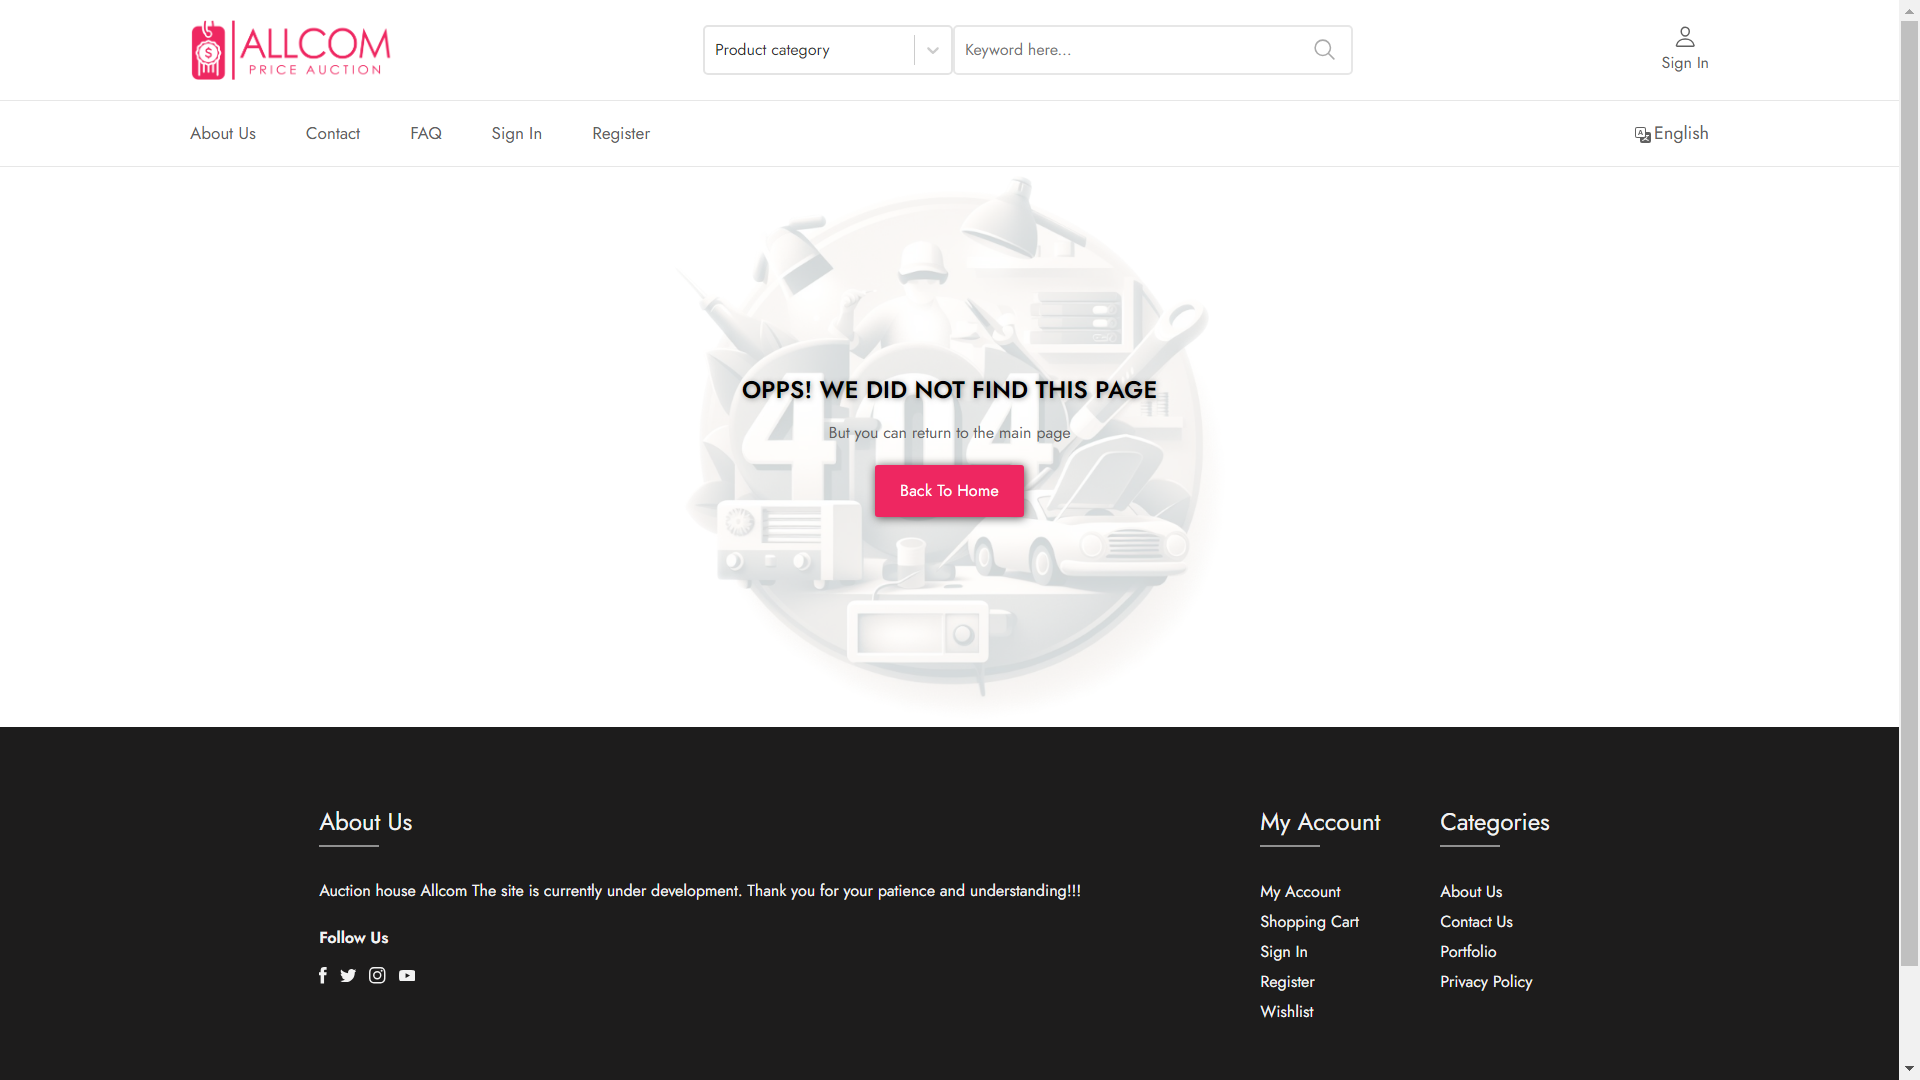 ALLCOM
PRICE AUCTION
Product category
Keyword here...
Sign In
About Us
Contact
FAQ
Sign In
Register
English
404
OPPS! WE DID NOT FIND THIS PAGE
But you can return to the main page
Back To Home
About Us
Auction house Allcom The site is currently under development. Thank you for your patience and understanding!!!
Follow Us
My Account
My Account
Shopping Cart
Sign In
Register
Wishlist
Categories
About Us
Contact Us
Portfolio
Privacy Policy